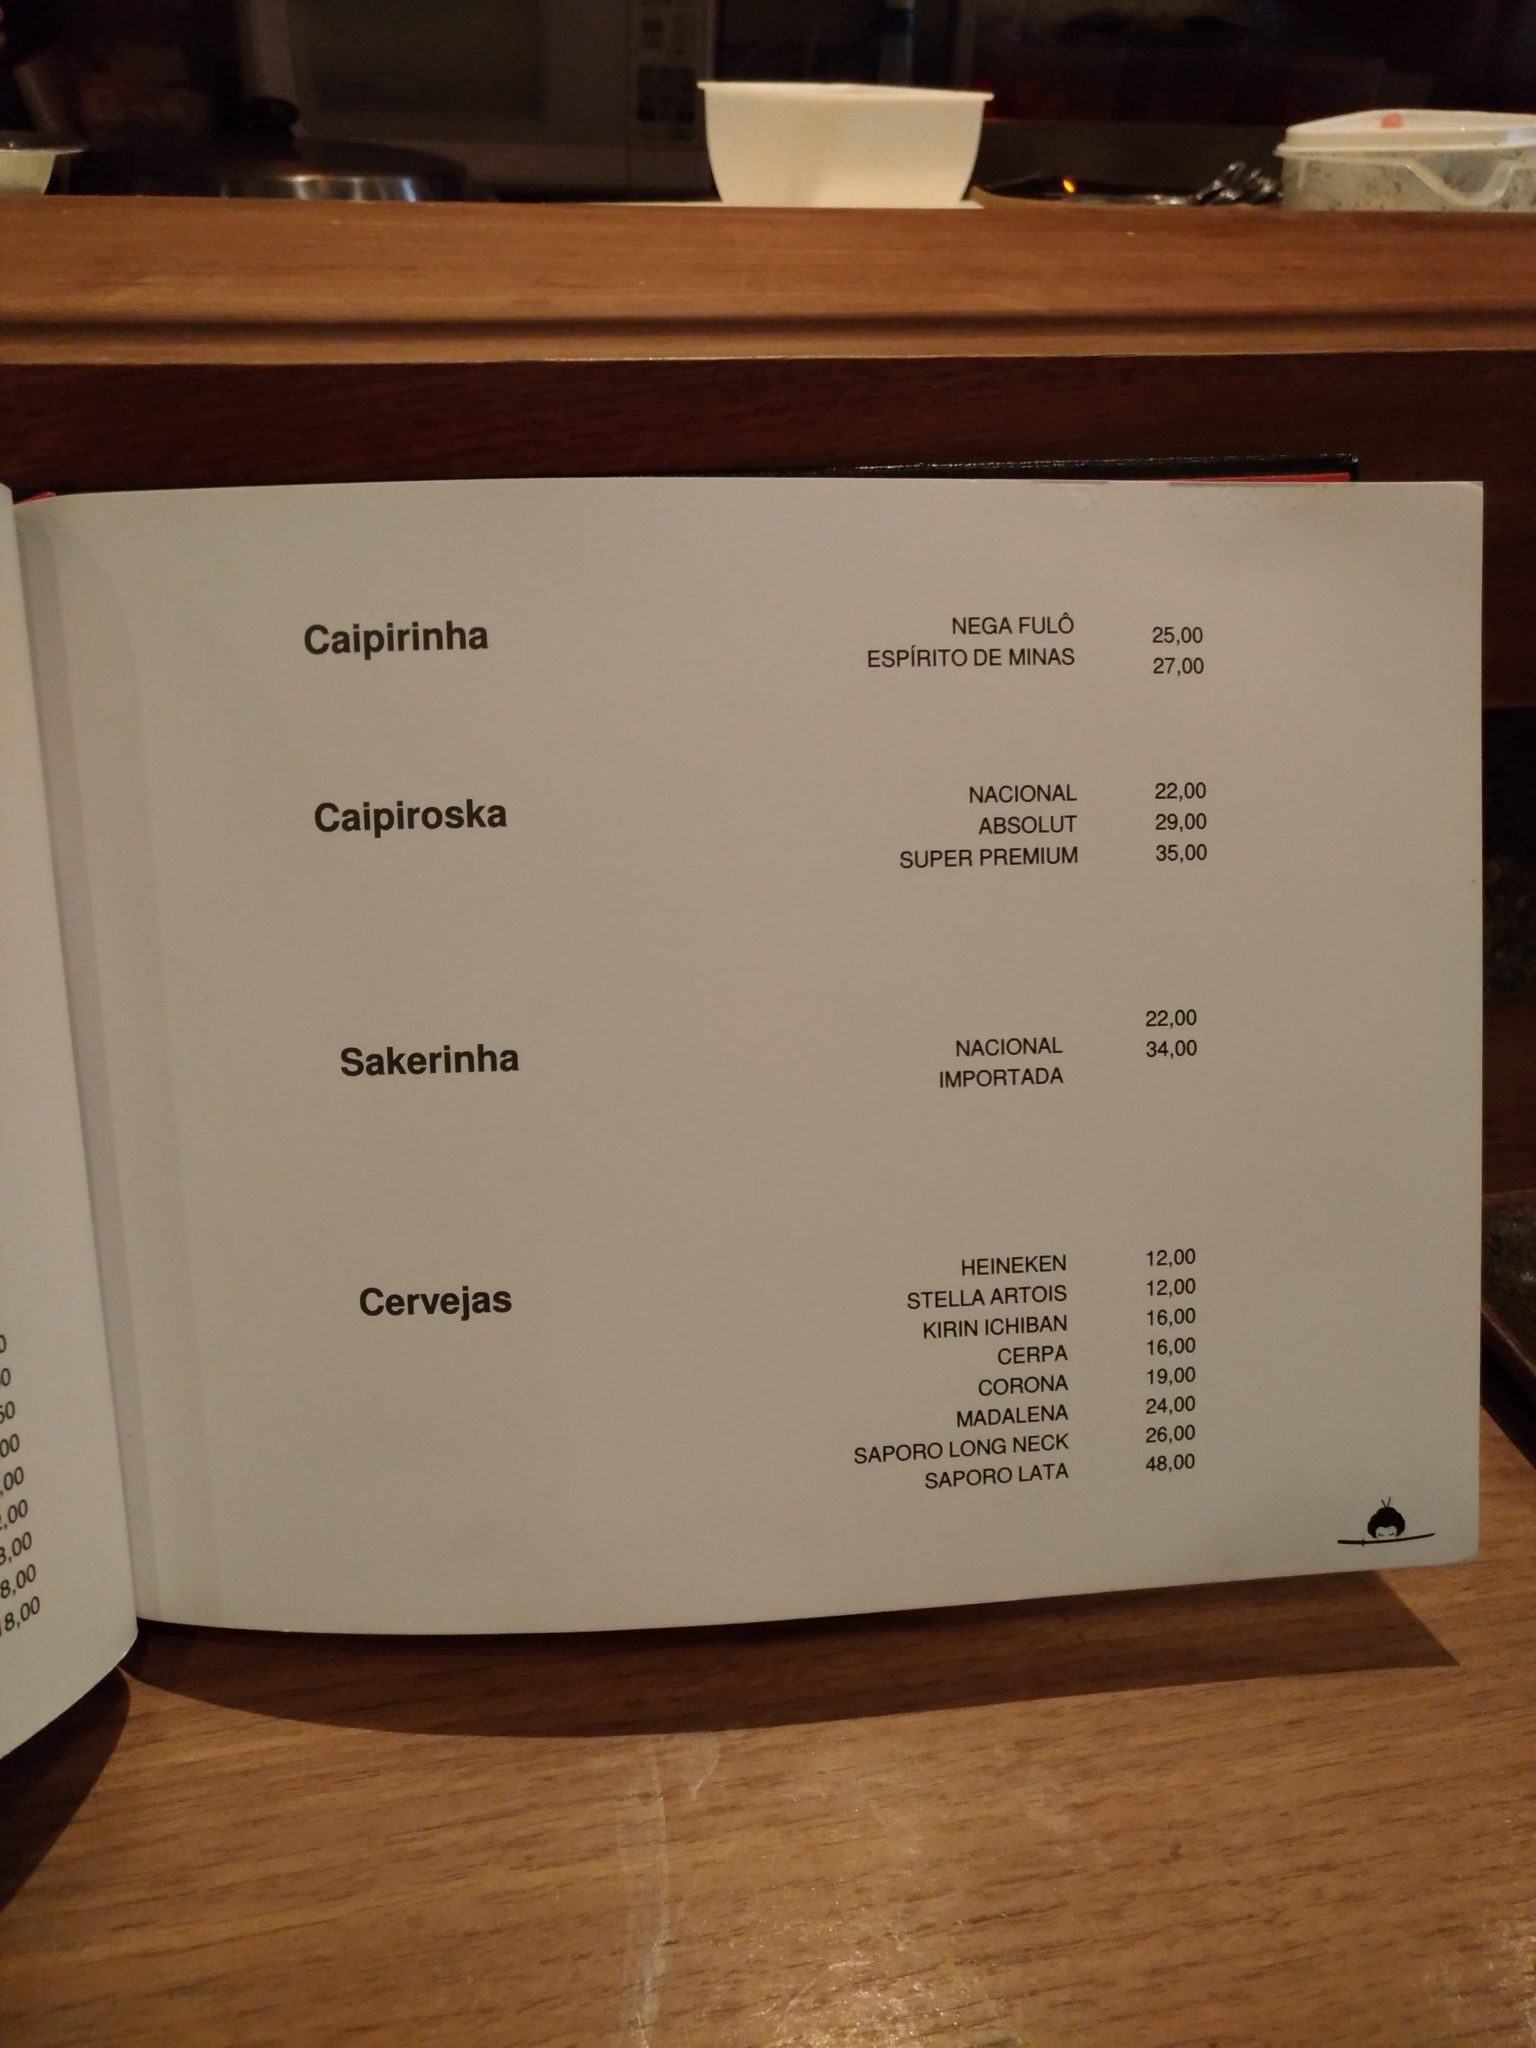 Caipirinha
NEGA FULÔ 25,00
ESPÍRITO DE MINAS 27,00
Caipiroska
NACIONAL 22,00
ABSOLUT 29,00
SUPER PREMIUM 35,00
Sakerinha
NACIONAL 22,00
IMPORTADA 34,00
Cervejas
HEINEKEN 12,00
STELLA ARTOIS 12,00
KIRIN ICHIBAN 16,00
CERPA 16,00
CORONA 19,00
MADALENA 24,00
SAPORO LONG NECK 26,00
SAPORO LATA 48,00